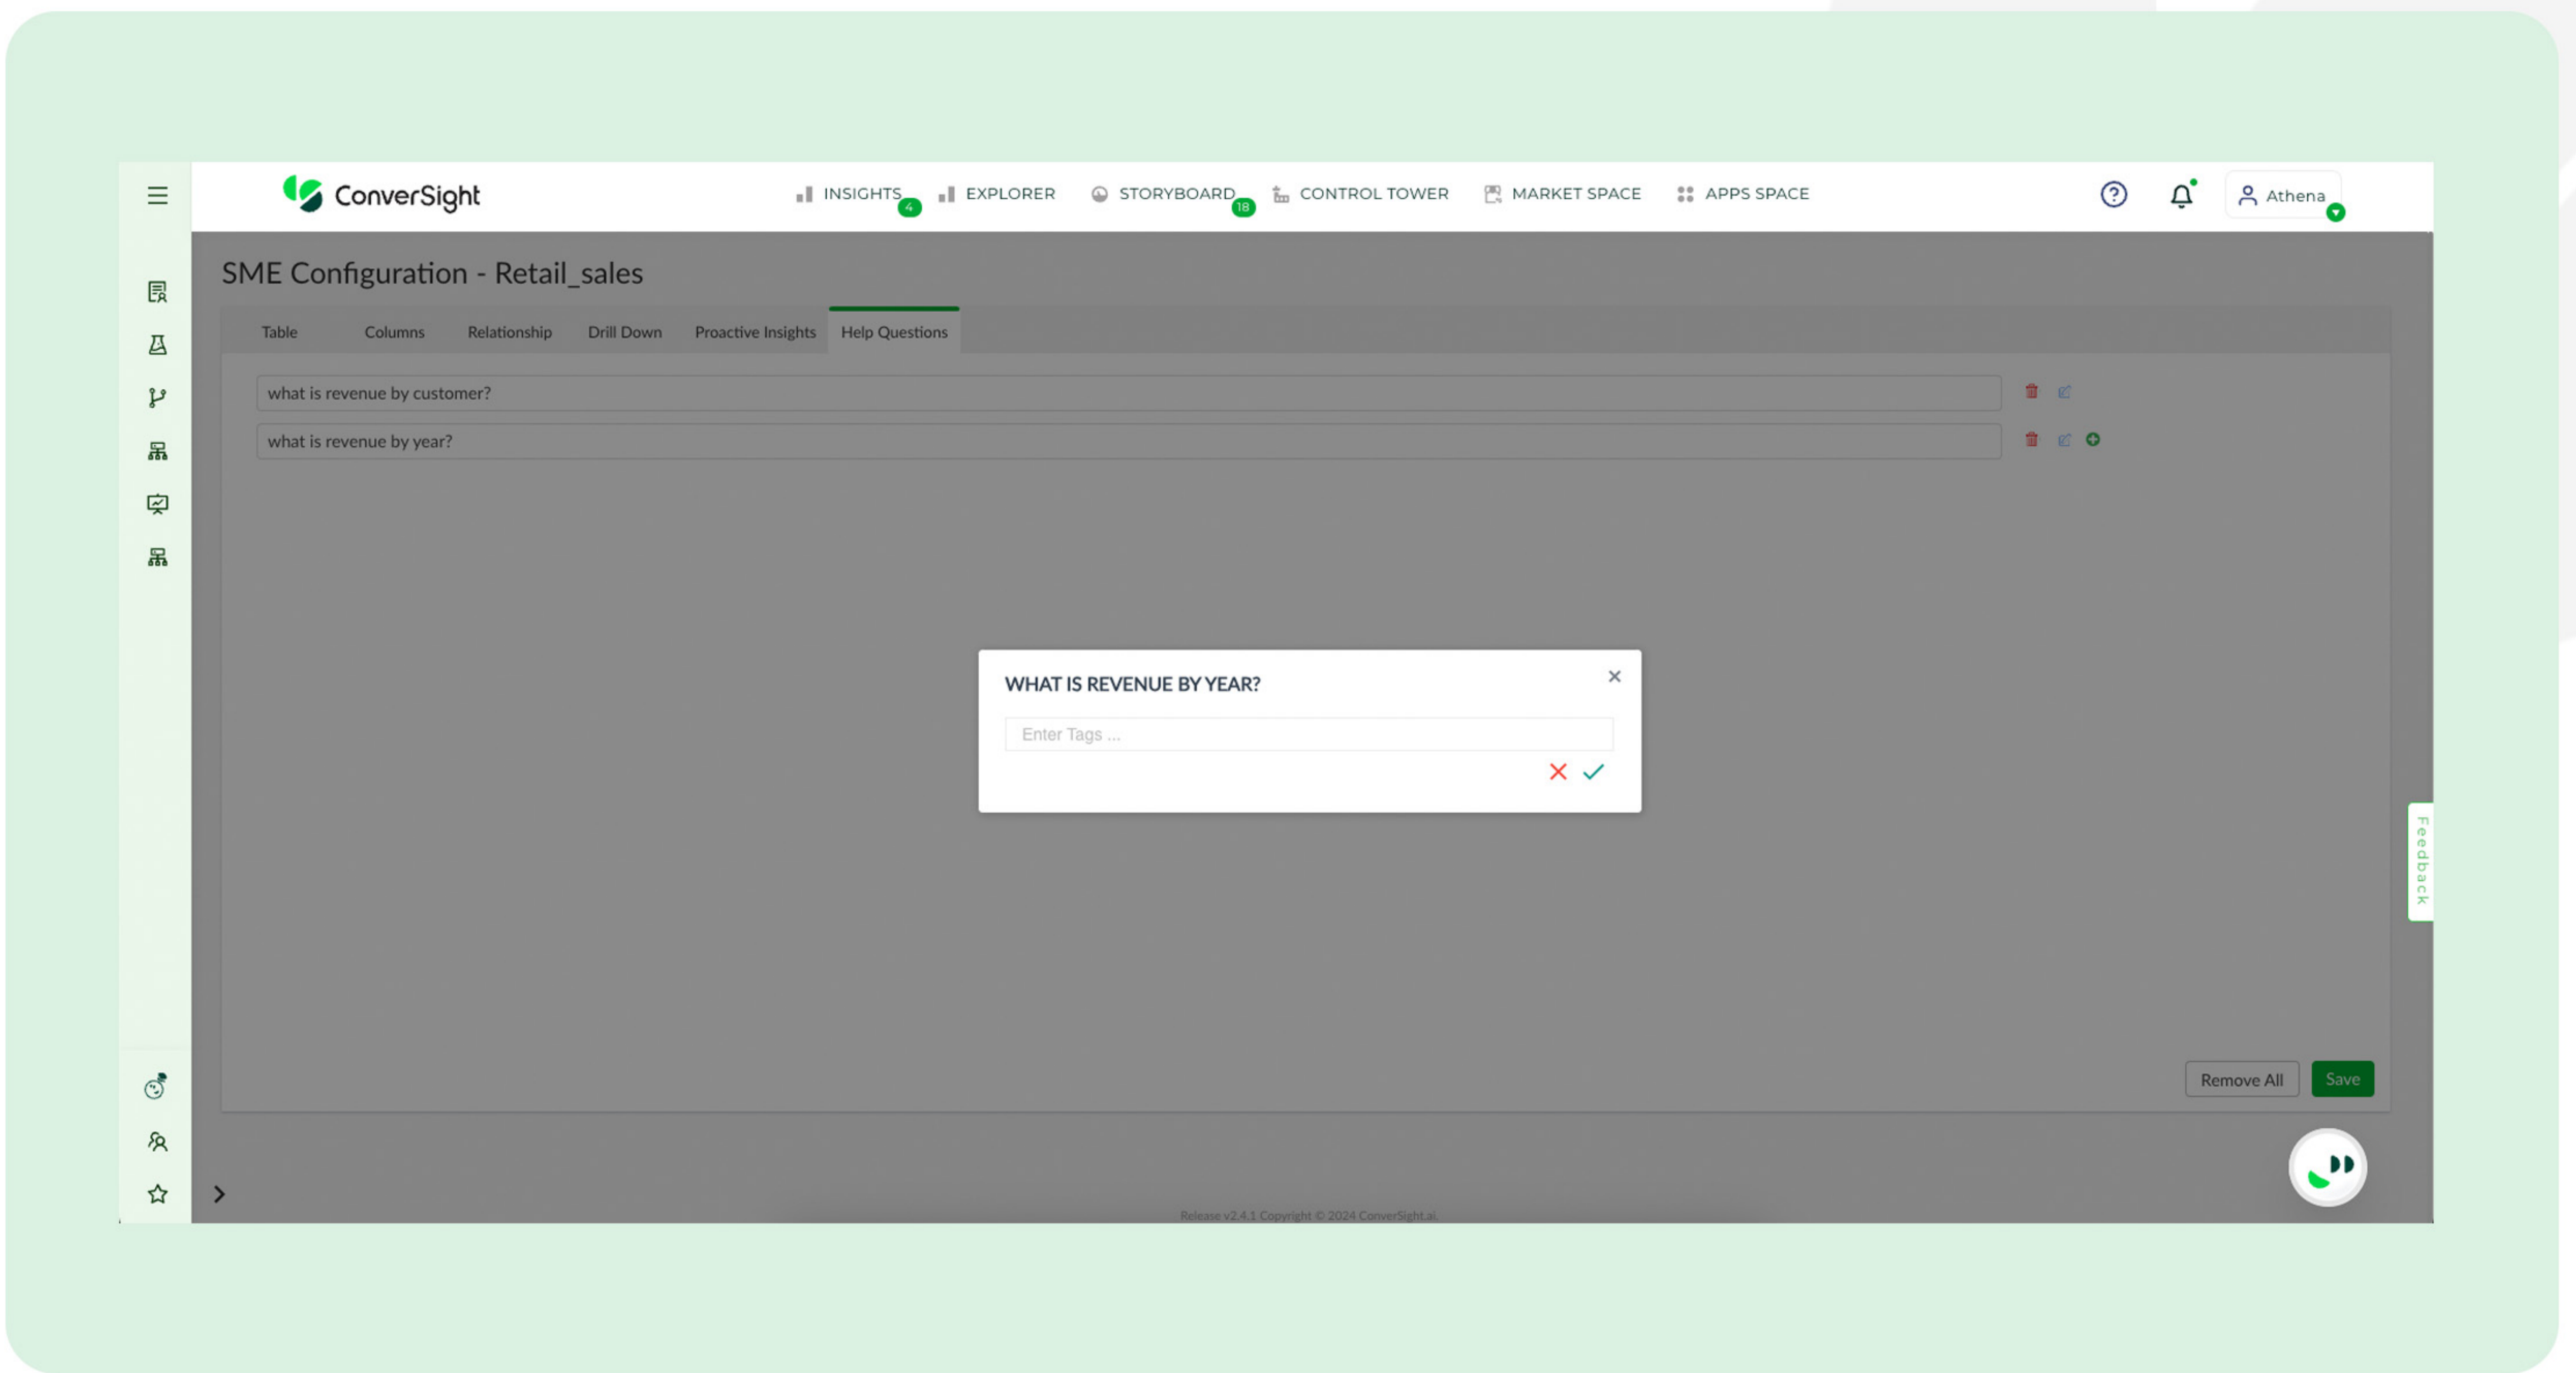 ConverSight
INSIGHTS 4 EXPLORER STORYBOARD 18 CONTROL TOWER MARKET SPACE APPS SPACE Athena
SME Configuration - Retail_sales
Table Columns Relationship Drill Down Proactive Insights Help Questions
what is revenue by customer?
what is revenue by year?
WHAT IS REVENUE BY YEAR?
Enter Tags ...
Feedback
Remove All Save
Release v2.4.1 Copyright © 2024 ConverSight.ai.